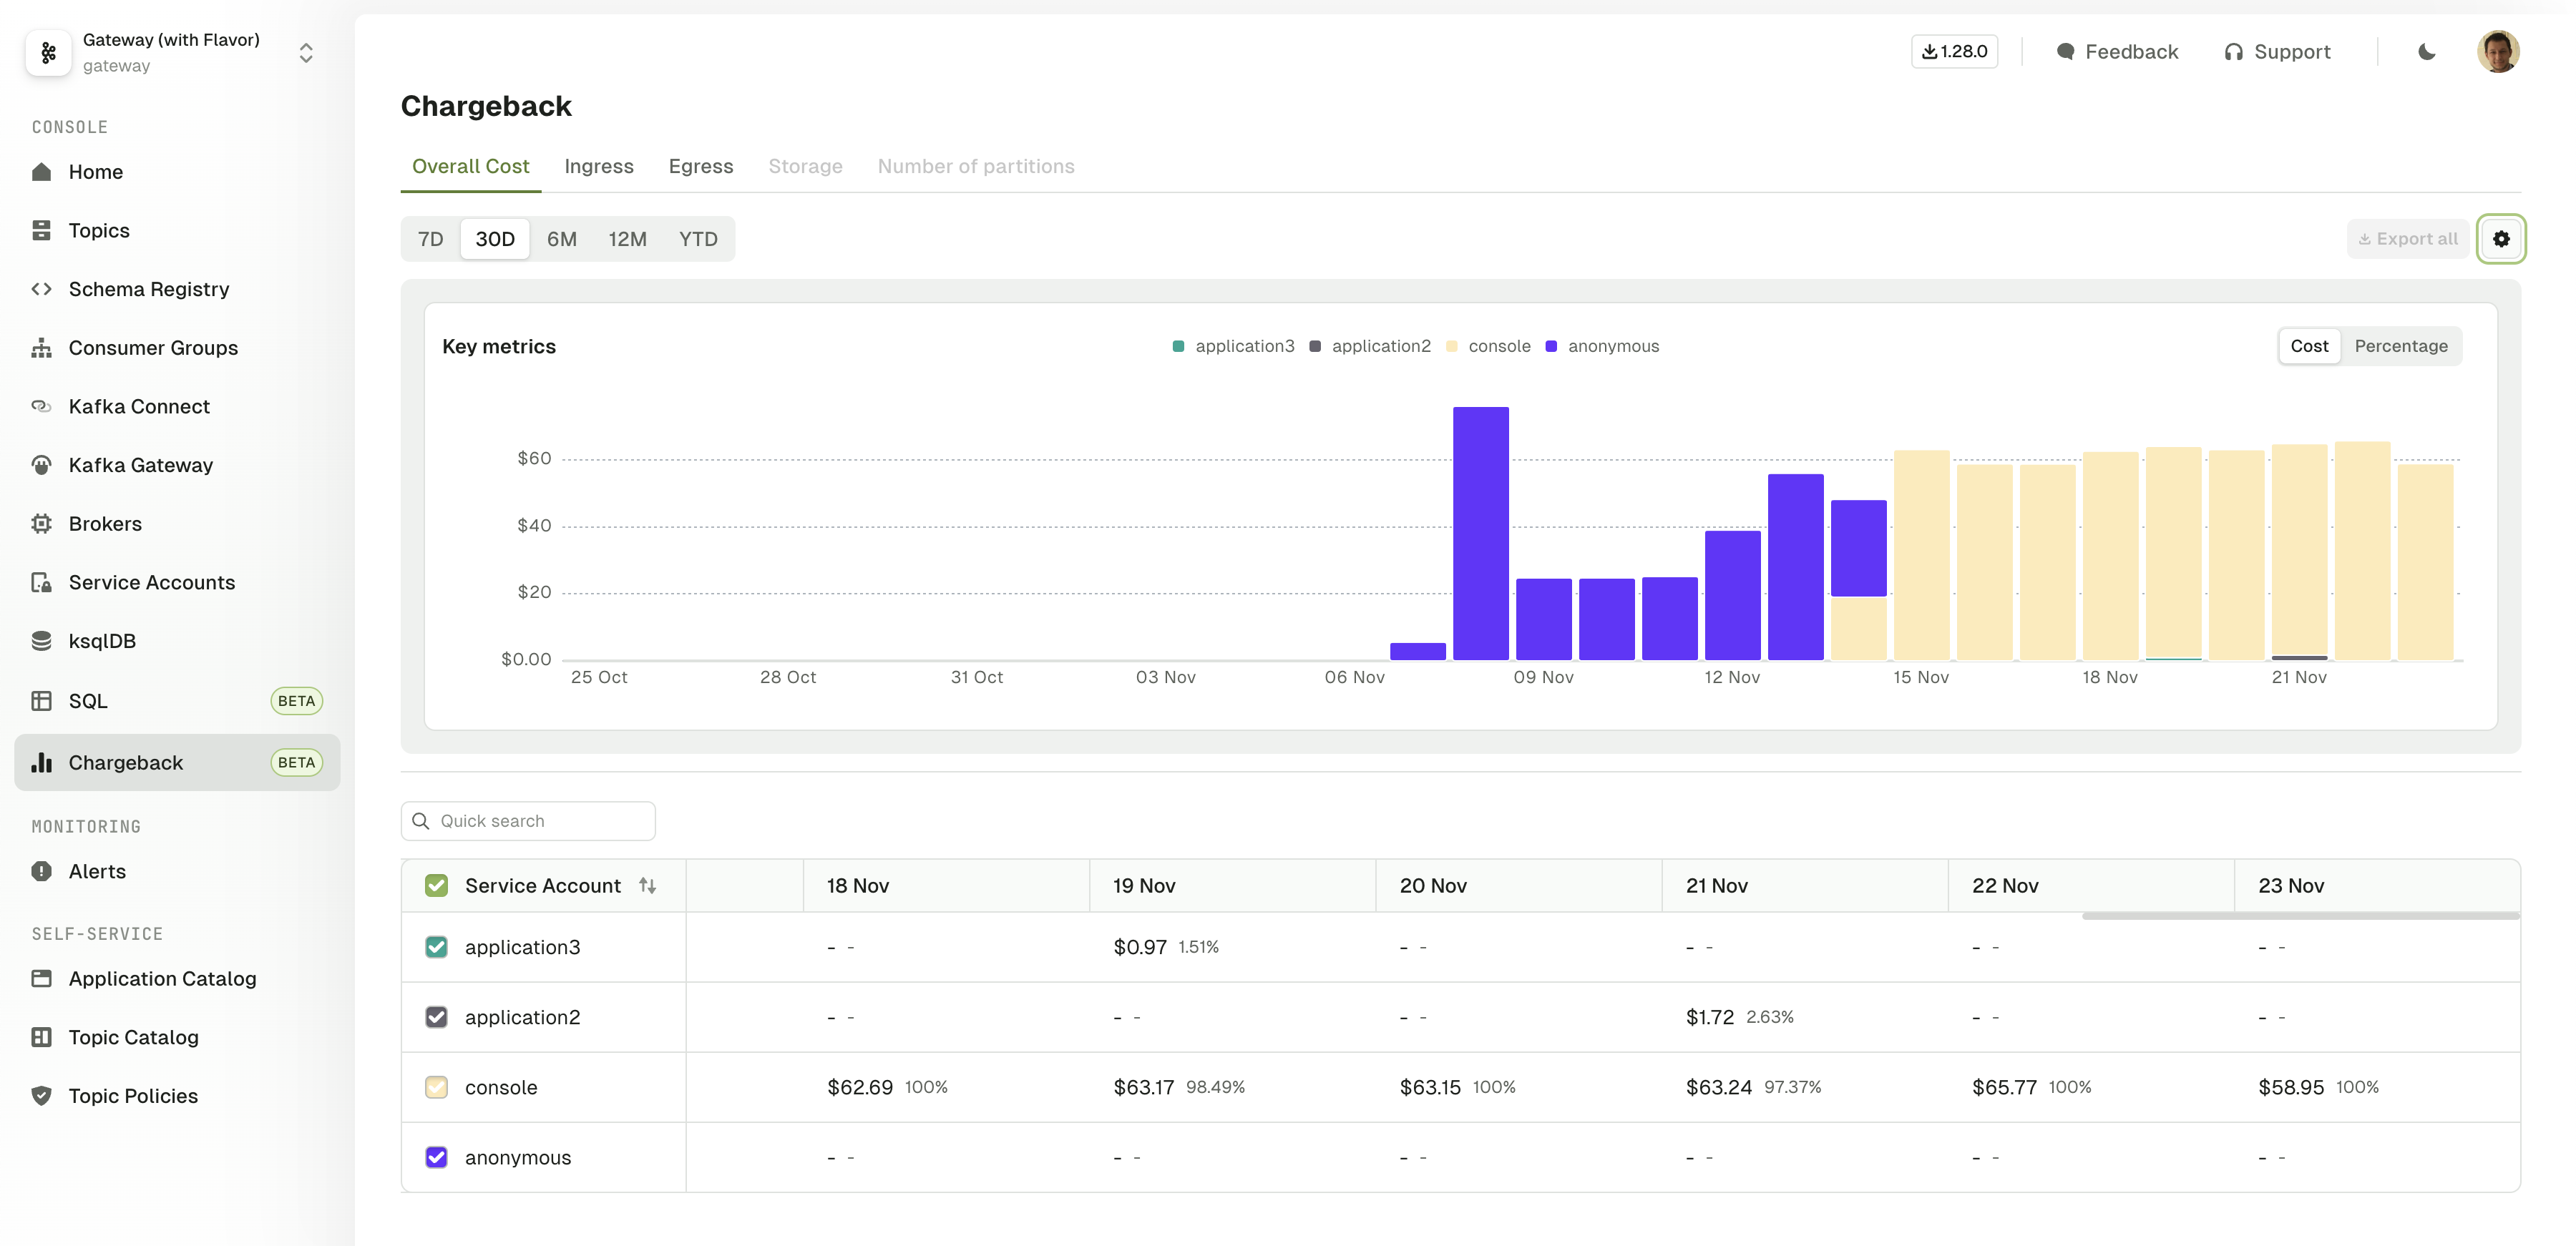 Gateway (with Flavor)
gateway
CONSOLE
Home
Topics
Schema Registry
Consumer Groups
Kafka Connect
Kafka Gateway
Brokers
Service Accounts
ksqlDB
SQL BETA
Chargeback BETA
MONITORING
Alerts
SELF-SERVICE
Application Catalog
Topic Catalog
Topic Policies
1.28.0 Feedback Support
Chargeback
Overall Cost Ingress Egress Storage Number of partitions
7D 30D 6M 12M YTD Export all
Key metrics application3 application2 console anonymous Cost Percentage
$60
$40
$20
$0.00
25 Oct 28 Oct 31 Oct 03 Nov 06 Nov 09 Nov 12 Nov 15 Nov 18 Nov 21 Nov
Quick search
Service Account 18 Nov 19 Nov 20 Nov 21 Nov 22 Nov 23 Nov
application3 - - $0.97 1.51% - - - - - - - -
application2 - - - - - - $1.72 2.63% - - - -
console $62.69 100% $63.17 98.49% $63.15 100% $63.24 97.37% $65.77 100% $58.95 100%
anonymous - - - - - - - - - - - -